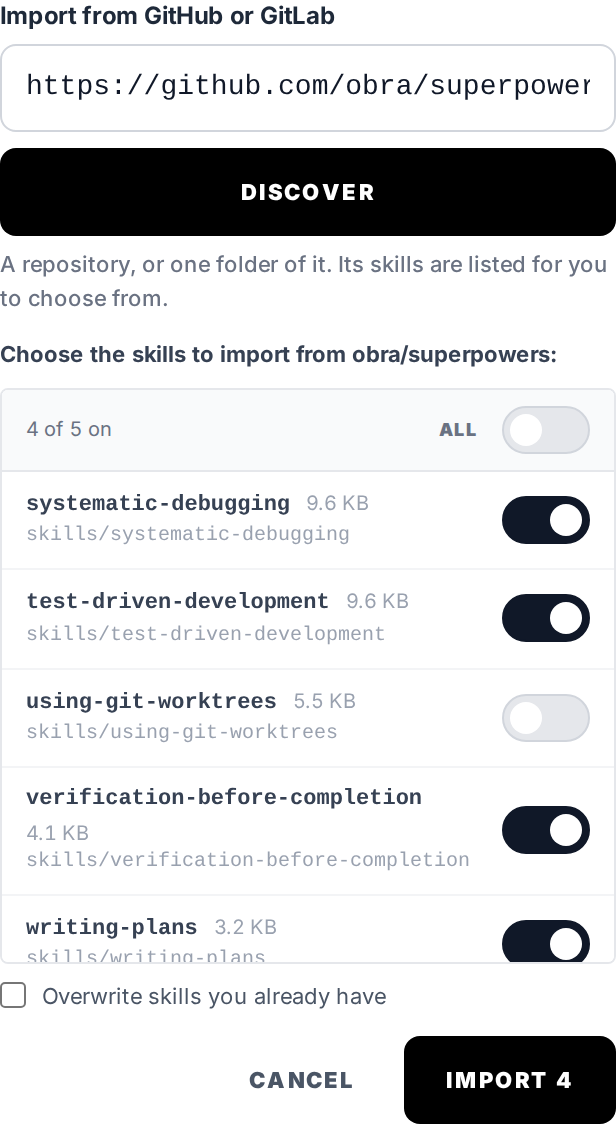 Import from GitHub or GitLab
https://github.com/obra/superpower
DISCOVER
A repository, or one folder of it. Its skills are listed for you
to choose from.
Choose the skills to import from obra/superpowers:
4 of 5 on ALL
systematic-debugging 9.6 KB
skills/systematic-debugging
test-driven-development 9.6 KB
skills/test-driven-development
using-git-worktrees 5.5 KB
skills/using-git-worktrees
verification-before-completion
4.1 KB
skills/verification-before-completion
writing-plans 3.2 KB
skills/writing-plans
Overwrite skills you already have
CANCEL IMPORT 4